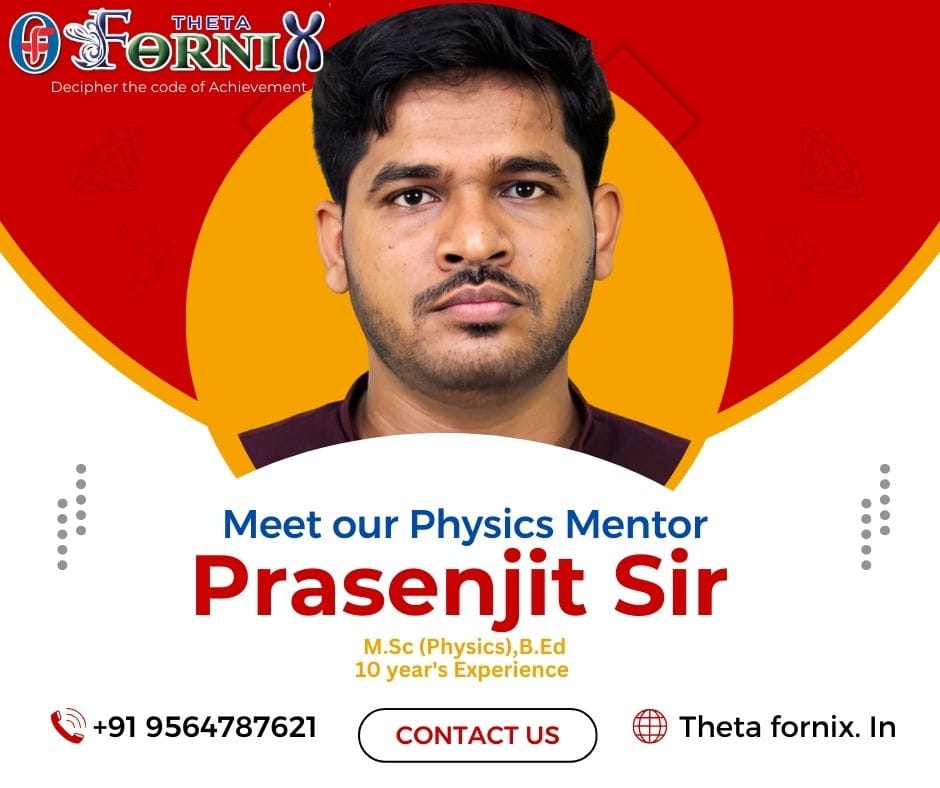 THETA
FORNIX
Decipher the code of Achievement
Meet our Physics Mentor
Prasenjit Sir
M.Sc (Physics),B.Ed
10 year's Experience
+91 9564787621
CONTACT US
Theta fornix. In